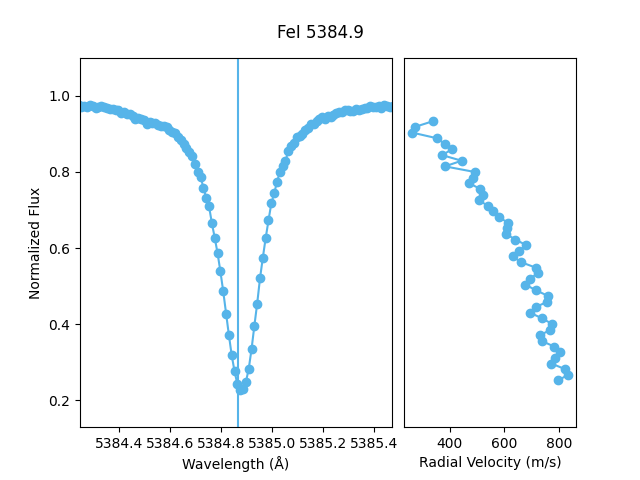 FeI 5384.9
Normalized Flux
1.0
0.8
0.6
0.4
0.2
5384.4 5384.6 5384.8 5385.0 5385.2 5385.4
Wavelength (Å)
400 600 800
Radial Velocity (m/s)